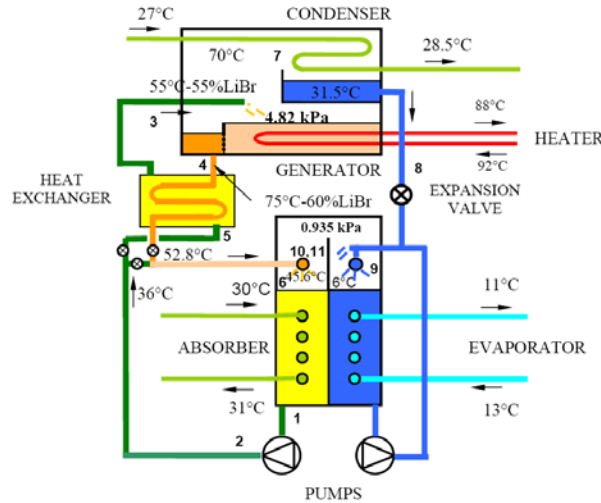 27°C
CONDENSER
28.5°C
70°C
7
55°C-55%LiBr
31.5°C
3
4.82 kPa
88°C
HEATER
4
GENERATOR
92°C
8
HEAT
EXCHANGER
75°C-60%LiBr
EXPANSION
VALVE
5
0.935 kPa
52.8°C
10,11
9
6
45.6°C
6°C
36°C
30°C
11°C
ABSORBER
EVAPORATOR
31°C
13°C
1
2
PUMPS